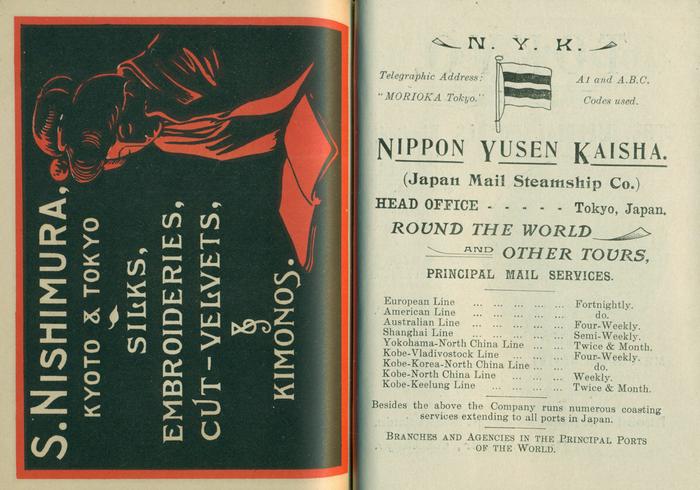 S. NISHIMURA,
KYOTO & TOKYO
SILKS,
EMBROIDERIES,
CUT-VELVETS,
&
KIMONOS.
N. Y. K.
Telegraphic Address:
"MORIOKA Tokyo."
A1 and A.B.C.
Codes used.
NIPPON YUSEN KAISHA.
(Japan Mail Steamship Co.)
HEAD OFFICE - - - - - Tokyo, Japan.
ROUND THE WORLD
AND OTHER TOURS,
PRINCIPAL MAIL SERVICES.
European Line ... ... ... ... ... Fortnightly.
American Line ... ... ... ... ... do.
Australian Line ... ... ... ... ... Four-Weekly.
Shanghai Line ... ... ... ... ... Semi-Weekly.
Yokohama-North China Line ... ... ... Twice & Month.
Kobe-Vladivostock Line ... ... ... ... Four-Weekly.
Kobe-Korea-North China Line ... ... do.
Kobe-North China Line ... ... ... ... Weekly.
Kobe-Keelung Line ... ... ... ... Twice & Month.
Besides the above the Company runs numerous coasting
services extending to all ports in Japan.
BRANCHES AND AGENCIES IN THE PRINCIPAL PORTS
OF THE WORLD.